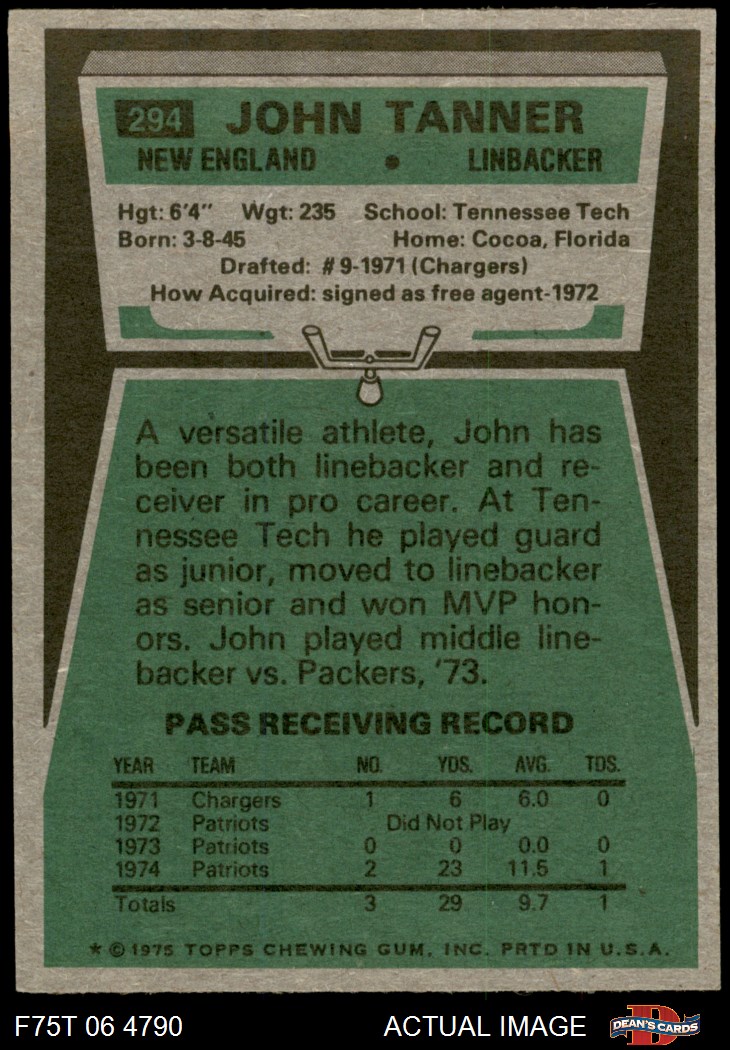 294 JOHN TANNER
NEW ENGLAND • LINBACKER
Hgt: 6'4" Wgt: 235 School: Tennessee Tech
Born: 3-8-45 Home: Cocoa, Florida
Drafted: #9-1971 (Chargers)
How Acquired: signed as free agent-1972
A versatile athlete, John has
been both linebacker and re-
ceiver in pro career. At Ten-
nessee Tech he played guard
as junior, moved to linebacker
as senior and won MVP hon-
ors. John played middle line-
backer vs. Packers, '73.
PASS RECEIVING RECORD
YEAR TEAM NO. YDS. AVG. TDS.
1971 Chargers 1 6 6.0 0
1972 Patriots Did Not Play
1973 Patriots 0 0 0.0 0
1974 Patriots 2 23 11.5 1
Totals 3 29 9.7 1
* © 1975 TOPPS CHEWING GUM, INC. PRTD IN U.S.A.
F75T 06 4790 ACTUAL IMAGE D DEAN'S CARDS